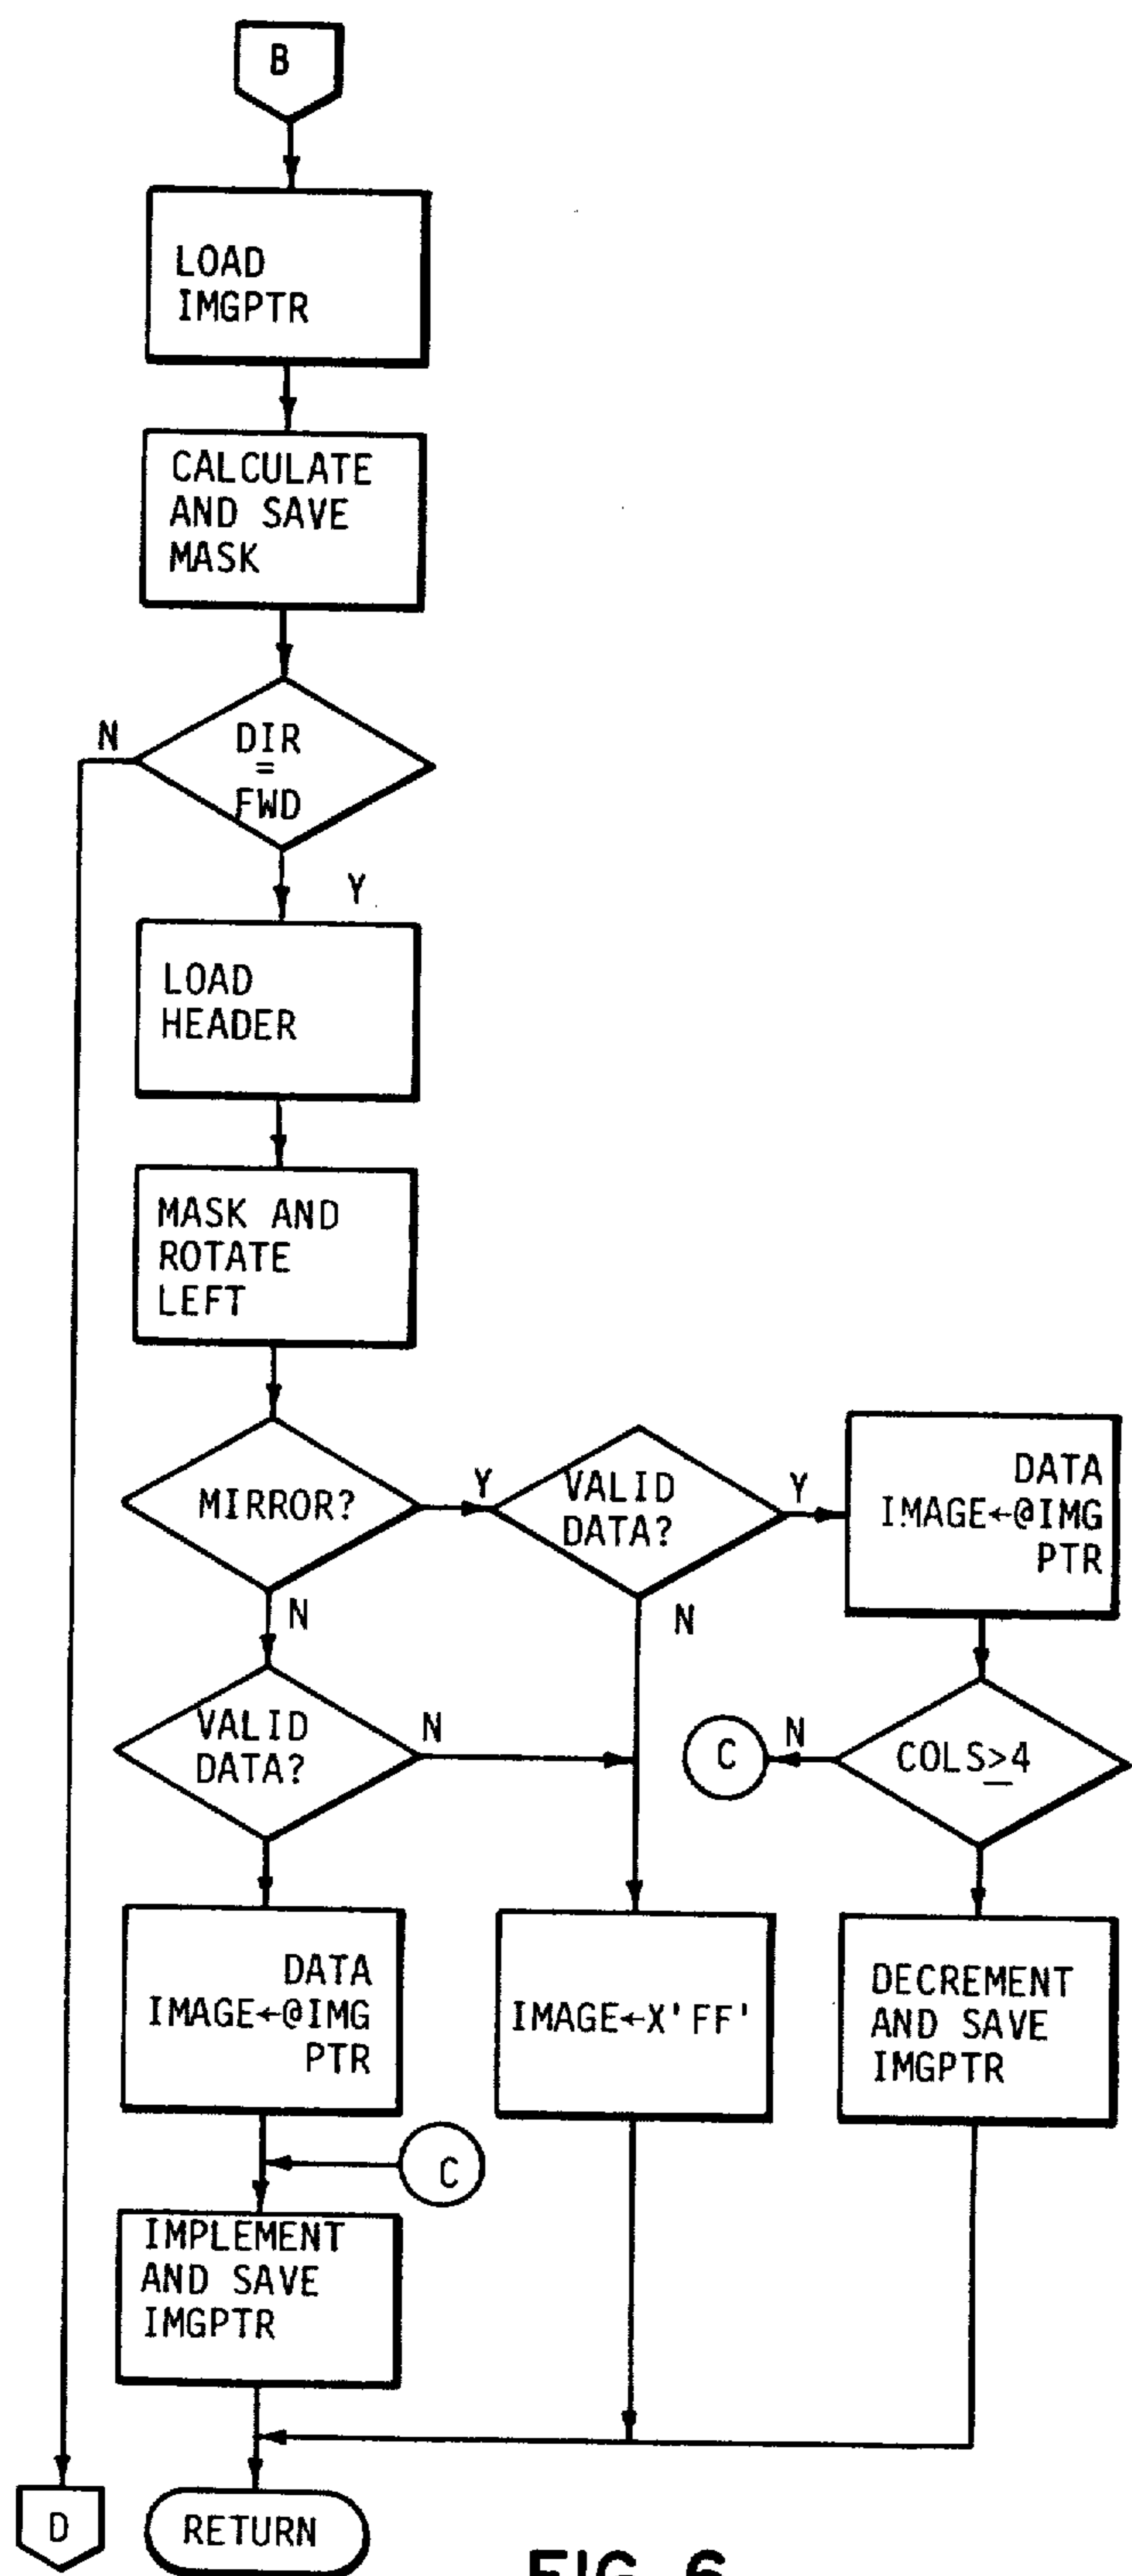 B
LOAD
IMGPTR
CALCULATE
AND SAVE
MASK
N
DIR
=
FWD
Y
LOAD
HEADER
MASK AND
ROTATE
LEFT
MIRROR?
Y
VALID
DATA?
Y
DATA
IMAGE←@IMG
PTR
N
N
VALID
DATA?
N
C
N
COLS≥4
DATA
IMAGE←@IMG
PTR
IMAGE←X'FF'
DECREMENT
AND SAVE
IMGPTR
C
IMPLEMENT
AND SAVE
IMGPTR
D
RETURN
FIG. 6